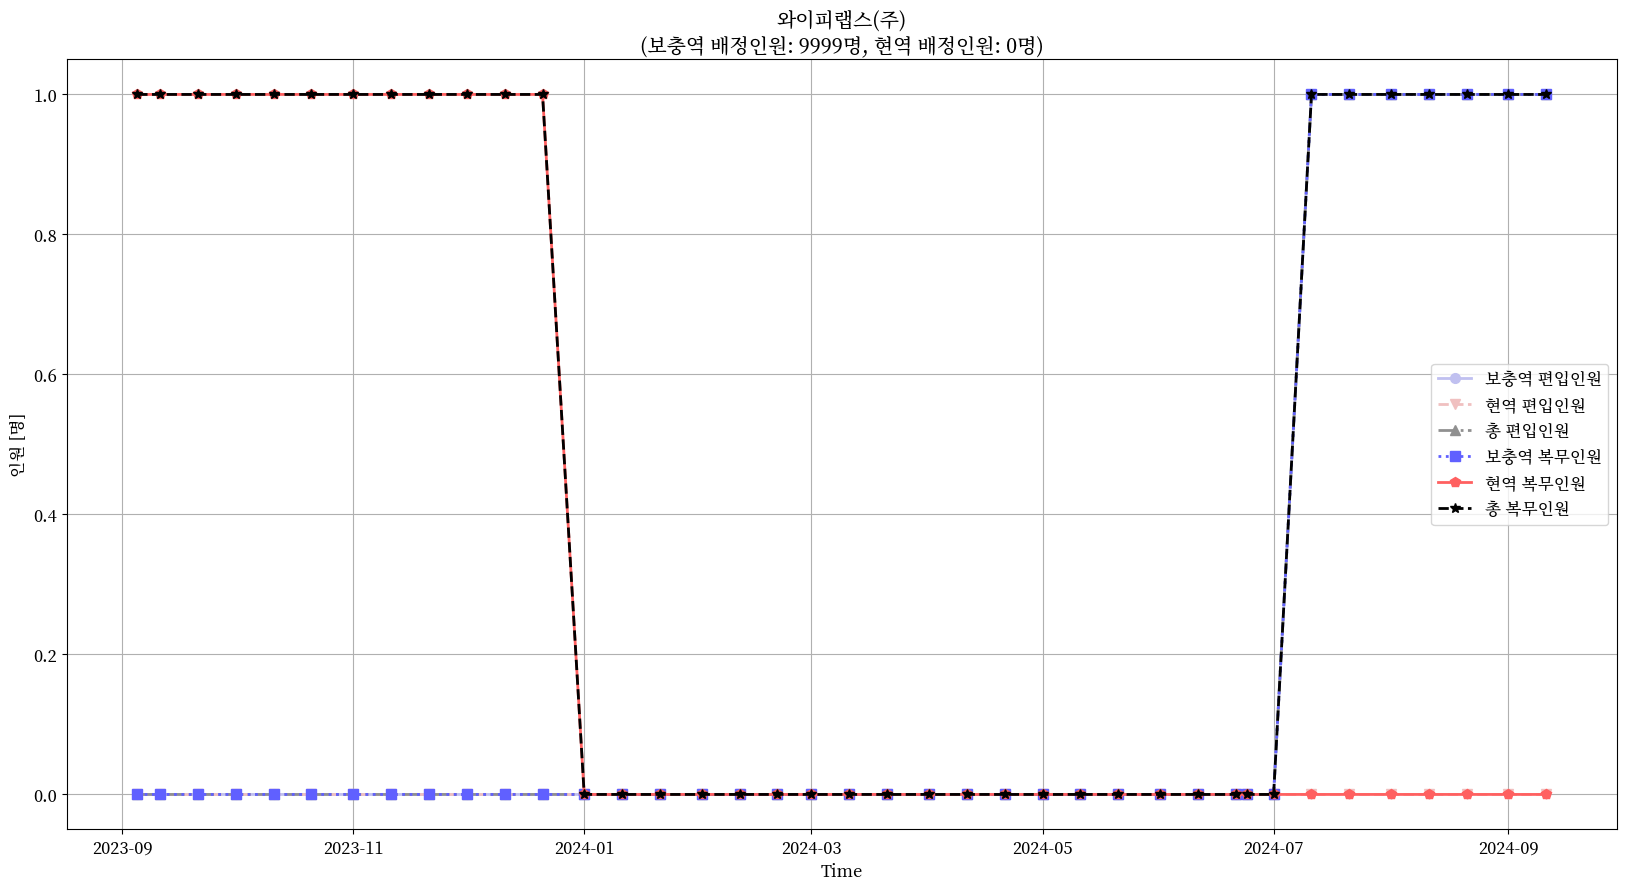 와이피랩스(주)
(보충역 배정인원: 9999명, 현역 배정인원: 0명)
인원 [명]
1.0
0.8
0.6
0.4
0.2
0.0
보충역 편입인원
현역 편입인원
총 편입인원
보충역 복무인원
현역 복무인원
총 복무인원
2023-09 2023-11 2024-01 2024-03 2024-05 2024-07 2024-09
Time